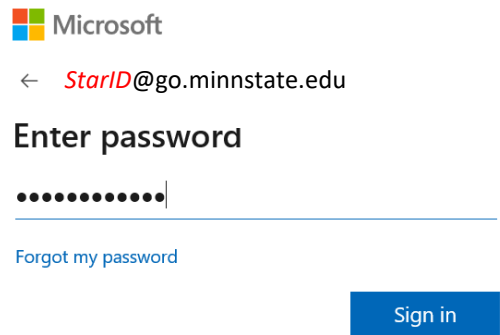 Microsoft
← StarID@go.minnstate.edu
Enter password
••••••••••••
Forgot my password
Sign in